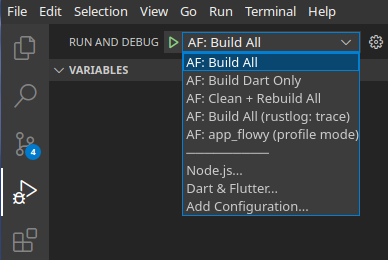 File Edit Selection View Go Run Terminal Help
RUN AND DEBUG AF: Build All
VARIABLES
AF: Build All
AF: Build Dart Only
AF: Clean + Rebuild All
AF: Build All (rustlog: trace)
AF: app_flowy (profile mode)
Node.js...
Dart & Flutter...
Add Configuration...
4